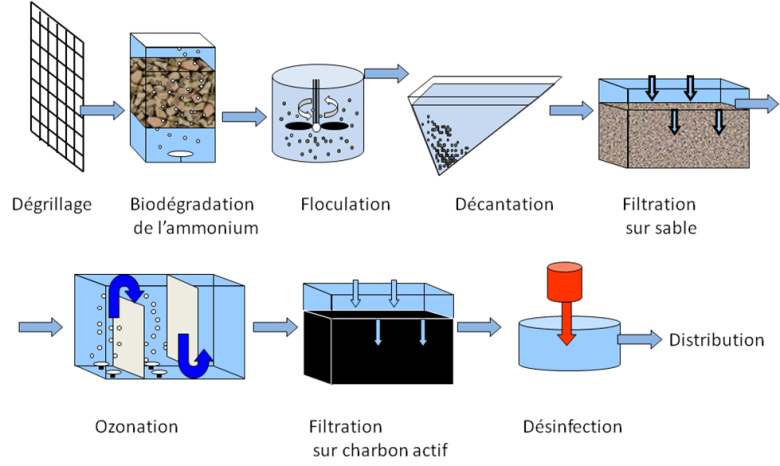 Dégrillage
Biodégradation
de l'ammonium
Floculation
Décantation
Filtration
sur sable
Ozonation
Filtration
sur charbon actif
Désinfection
Distribution